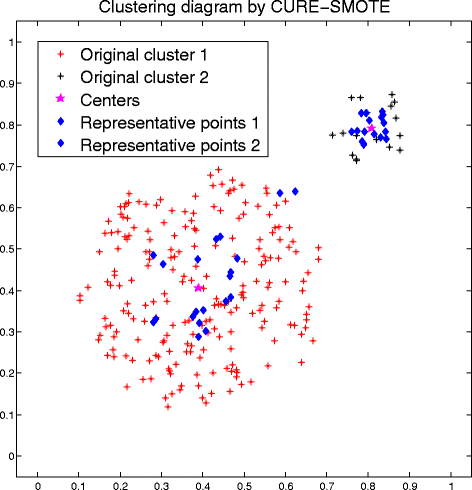 Clustering diagram by CURE−SMOTE
Original cluster 1
Original cluster 2
Centers
Representative points 1
Representative points 2
1
0.9
0.8
0.7
0.6
0.5
0.4
0.3
0.2
0.1
0
0 0.1 0.2 0.3 0.4 0.5 0.6 0.7 0.8 0.9 1